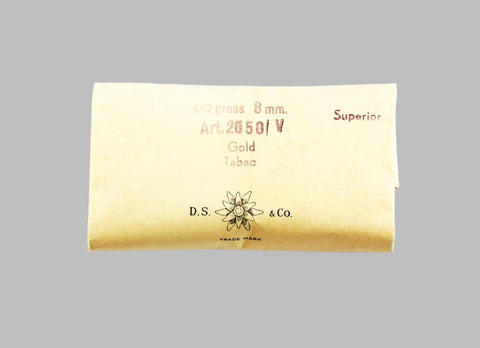 6/12 gross 8 mm.
Superior
Art.2650/V
Gold
Tabac
D.S. & Co.
TRADE MARK